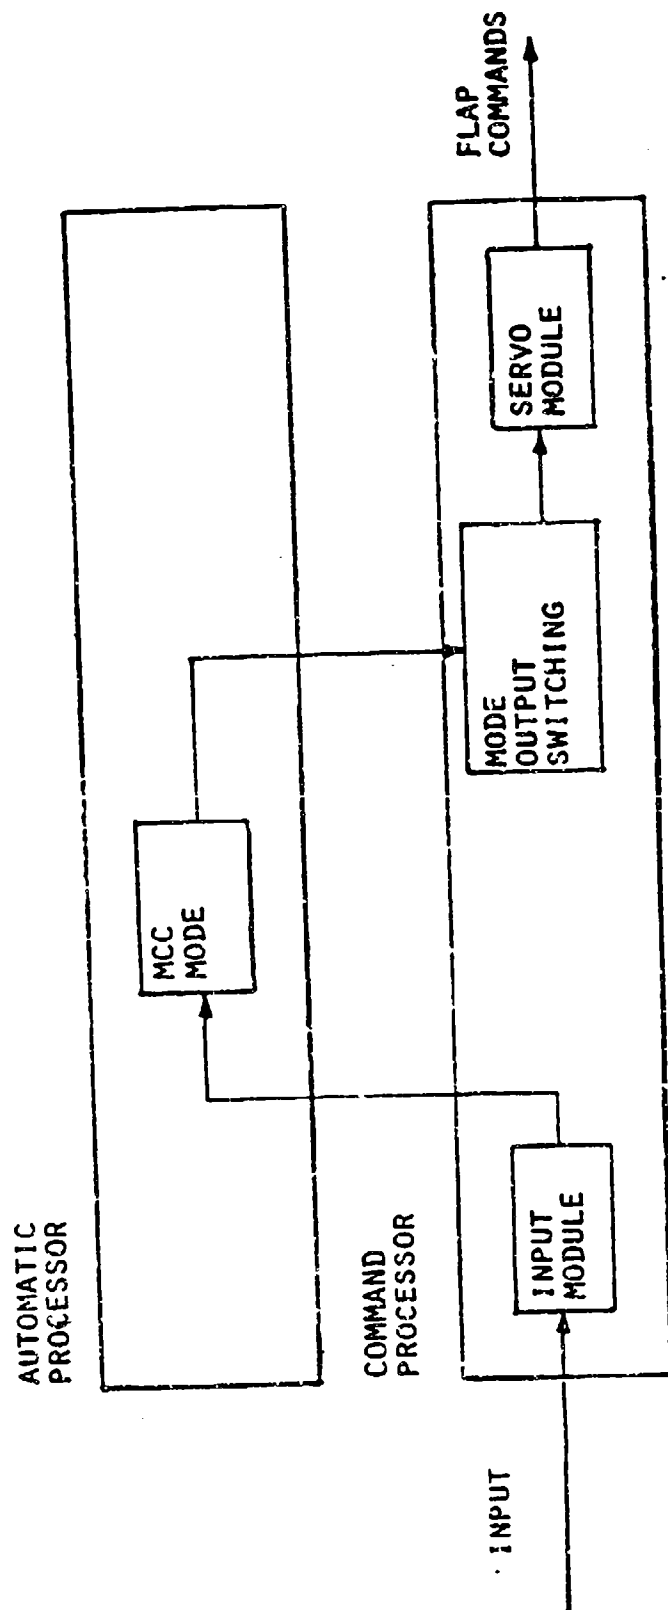 AUTOMATIC
PROCESSOR
MCC
MODE
COMMAND
PROCESSOR
INPUT
INPUT
MODULE
MODE
OUTPUT
SWITCHING
SERVO
MODULE
FLAP
COMMANDS